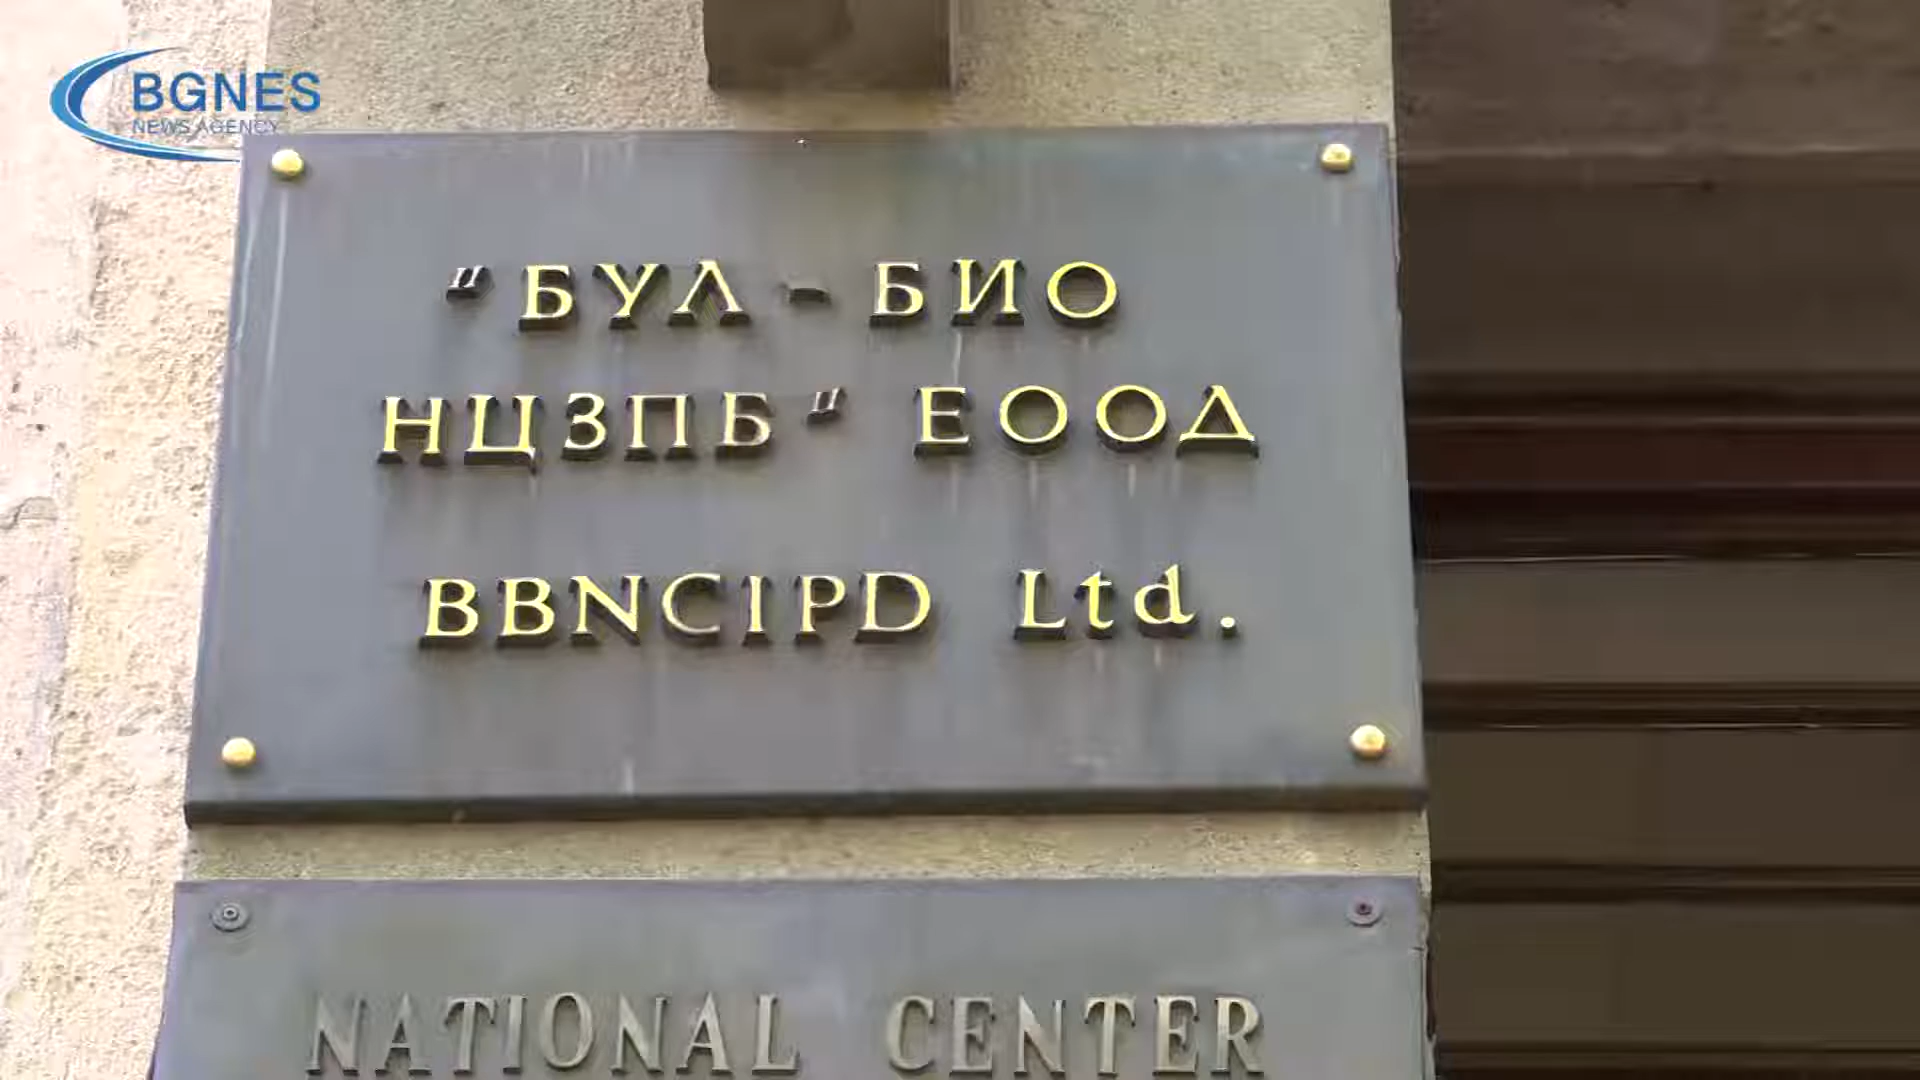 BGNES
NEWS AGENCY
"БУЛ - БИО
НЦЗПБ" ЕООД
BBNCIPD Ltd.
NATIONAL CENTER